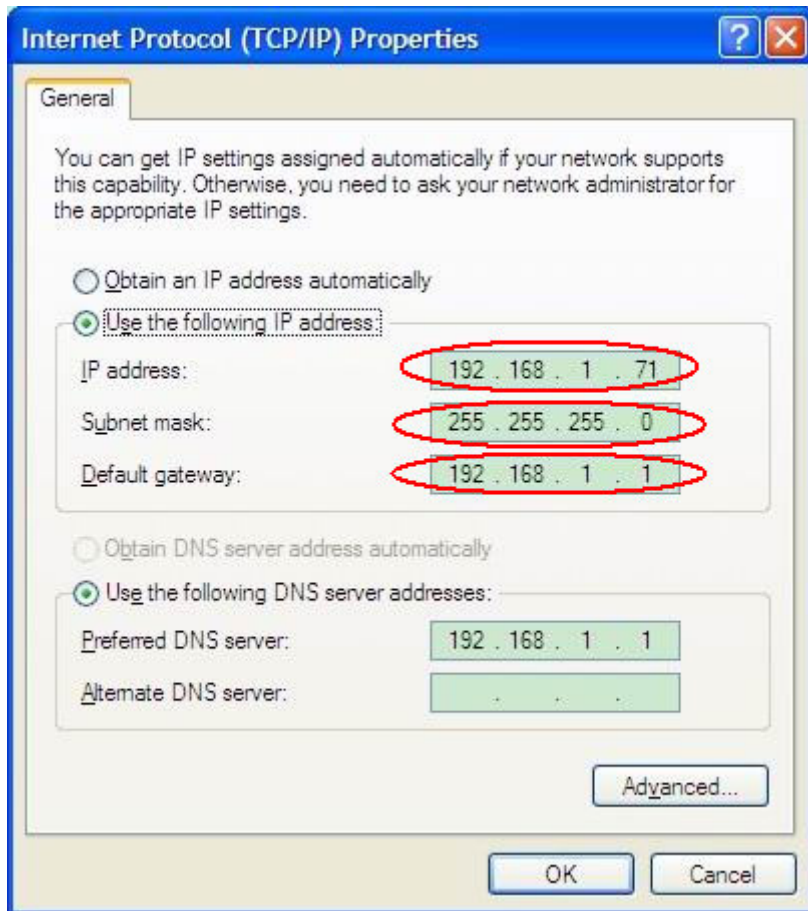 Internet Protocol (TCP/IP) Properties
General
You can get IP settings assigned automatically if your network supports
this capability. Otherwise, you need to ask your network administrator for
the appropriate IP settings.
Obtain an IP address automatically
Use the following IP address:
IP address: 192 . 168 . 1 . 71
Subnet mask: 255 . 255 . 255 . 0
Default gateway: 192 . 168 . 1 . 1
Obtain DNS server address automatically
Use the following DNS server addresses:
Preferred DNS server: 192 . 168 . 1 . 1
Alternate DNS server: . . .
Advanced...
OK Cancel